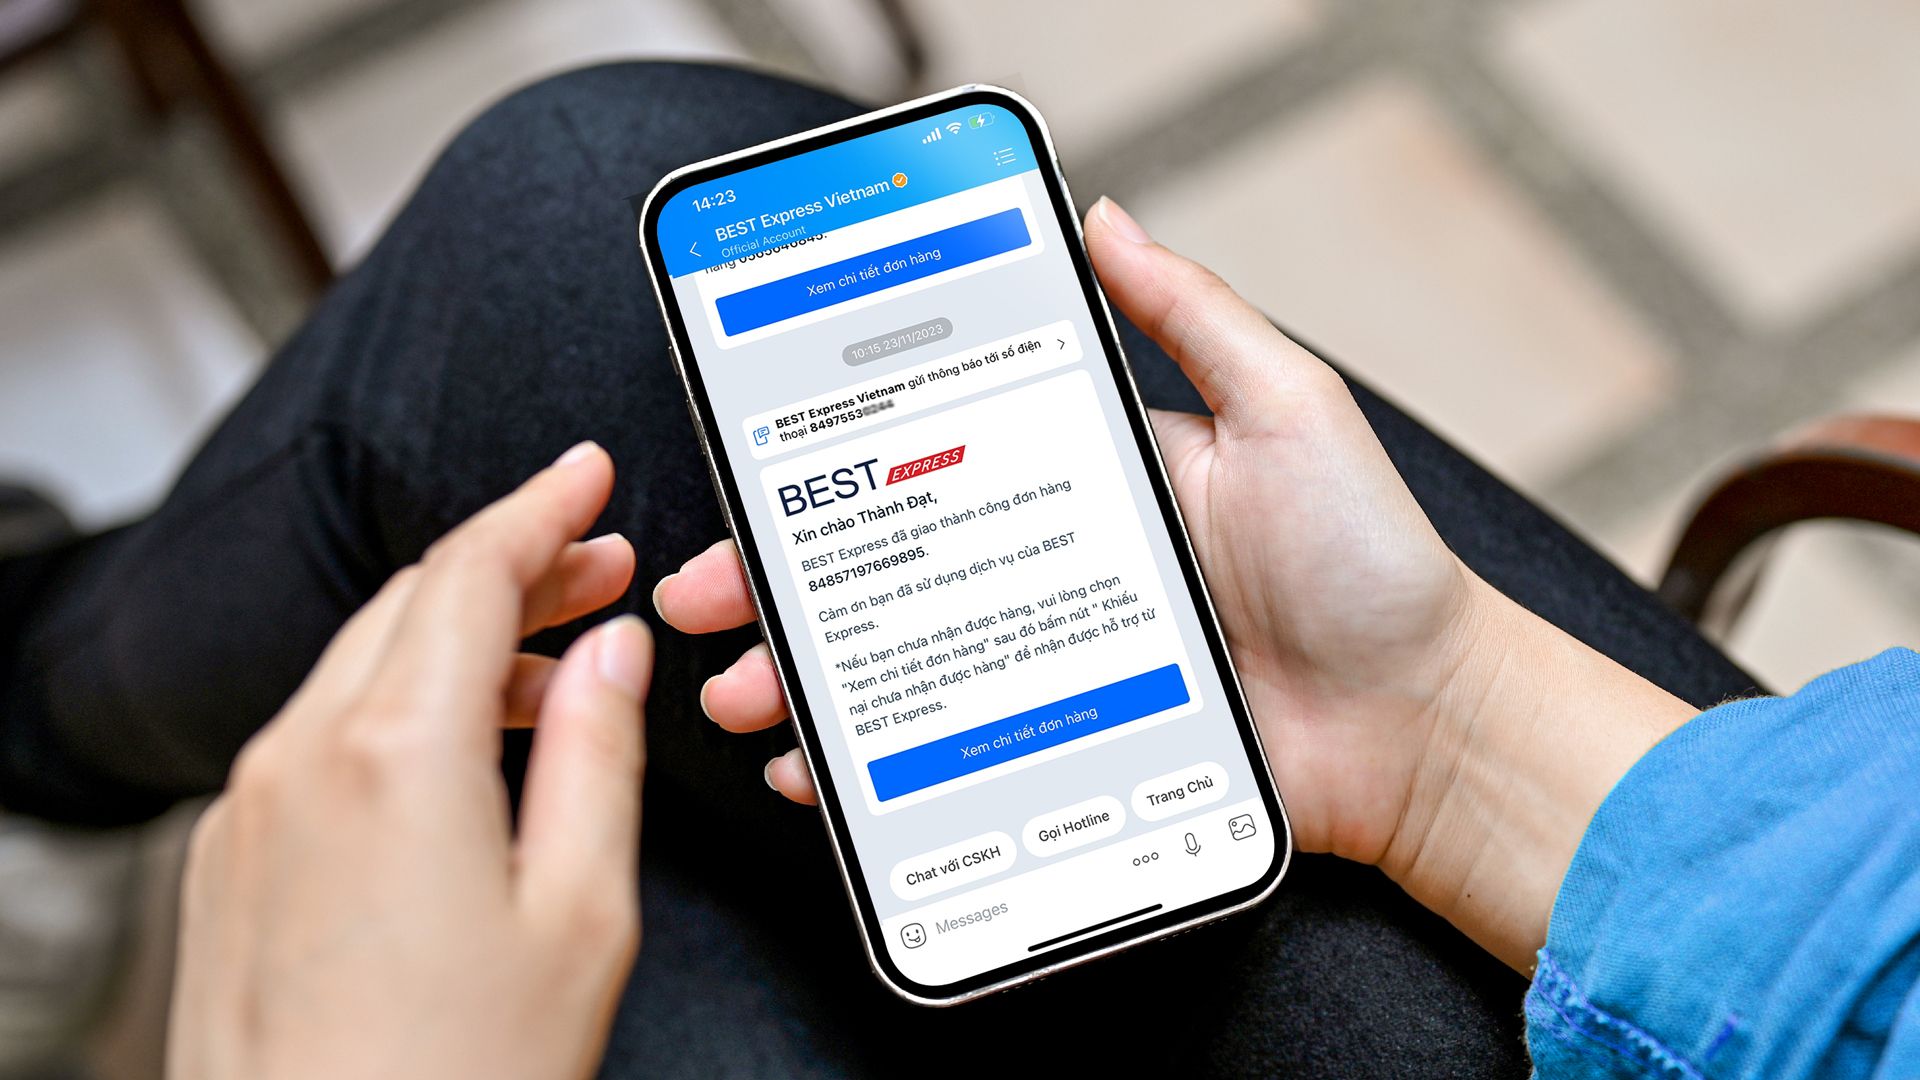 14:23
BEST Express Vietnam
Official Account
hàng 0363646845.
Xem chi tiết đơn hàng
10:15 23/11/2023
BEST Express Vietnam gửi thông báo tới số điện
thoại 84975530244
BEST EXPRESS
Xin chào Thành Đạt,
BEST Express đã giao thành công đơn hàng
84857197669895.
Cảm ơn bạn đã sử dụng dịch vụ của BEST
Express.
*Nếu bạn chưa nhận được hàng, vui lòng chọn
"Xem chi tiết đơn hàng" sau đó bấm nút " Khiếu
nại chưa nhận được hàng" để nhận được hỗ trợ từ
BEST Express.
Xem chi tiết đơn hàng
Chat với CSKH
Gọi Hotline
Trang Chủ
Messages